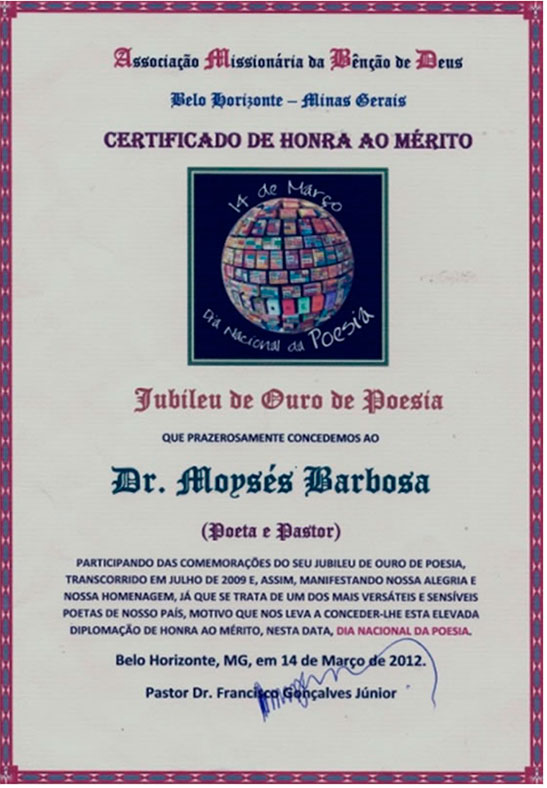 Associação Missionária da Bênção de Deus
Belo Horizonte – Minas Gerais
CERTIFICADO DE HONRA AO MÉRITO
14 de Março
Dia Nacional da Poesia
Jubileu de Ouro de Poesia
QUE PRAZEROSAMENTE CONCEDEMOS AO
Dr. Moysés Barbosa
(Poeta e Pastor)
PARTICIPANDO DAS COMEMORAÇÕES DO SEU JUBILEU DE OURO DE POESIA,
TRANSCORRIDO EM JULHO DE 2009 E, ASSIM, MANIFESTANDO NOSSA ALEGRIA E
NOSSA HOMENAGEM, JÁ QUE SE TRATA DE UM DOS MAIS VERSÁTEIS E SENSÍVEIS
POETAS DE NOSSO PAÍS, MOTIVO QUE NOS LEVA A CONCEDER-LHE ESTA ELEVADA
DIPLOMAÇÃO DE HONRA AO MÉRITO, NESTA DATA, DIA NACIONAL DA POESIA.
Belo Horizonte, MG, em 14 de Março de 2012.
Pastor Dr. Francisco Gonçalves Júnior